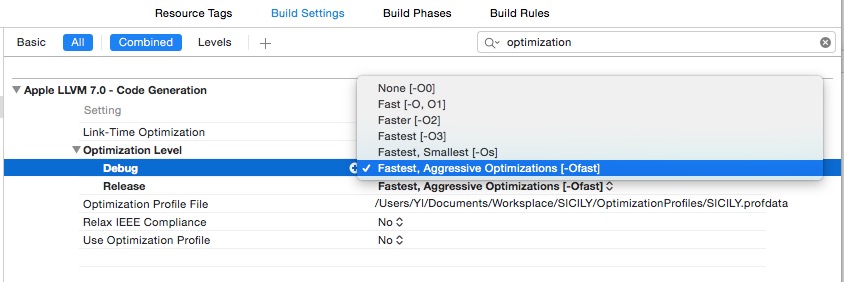 Resource Tags Build Settings Build Phases Build Rules
Basic All Combined Levels + optimization
Apple LLVM 7.0 - Code Generation
Setting
Link-Time Optimization
Optimization Level
Debug
Release Fastest, Aggressive Optimizations [-Ofast]
Optimization Profile File /Users/YI/Documents/Worksplace/SICILY/OptimizationProfiles/SICILY.profdata
Relax IEEE Compliance No
Use Optimization Profile No
None [-O0]
Fast [-O, O1]
Faster [-O2]
Fastest [-O3]
Fastest, Smallest [-Os]
Fastest, Aggressive Optimizations [-Ofast]